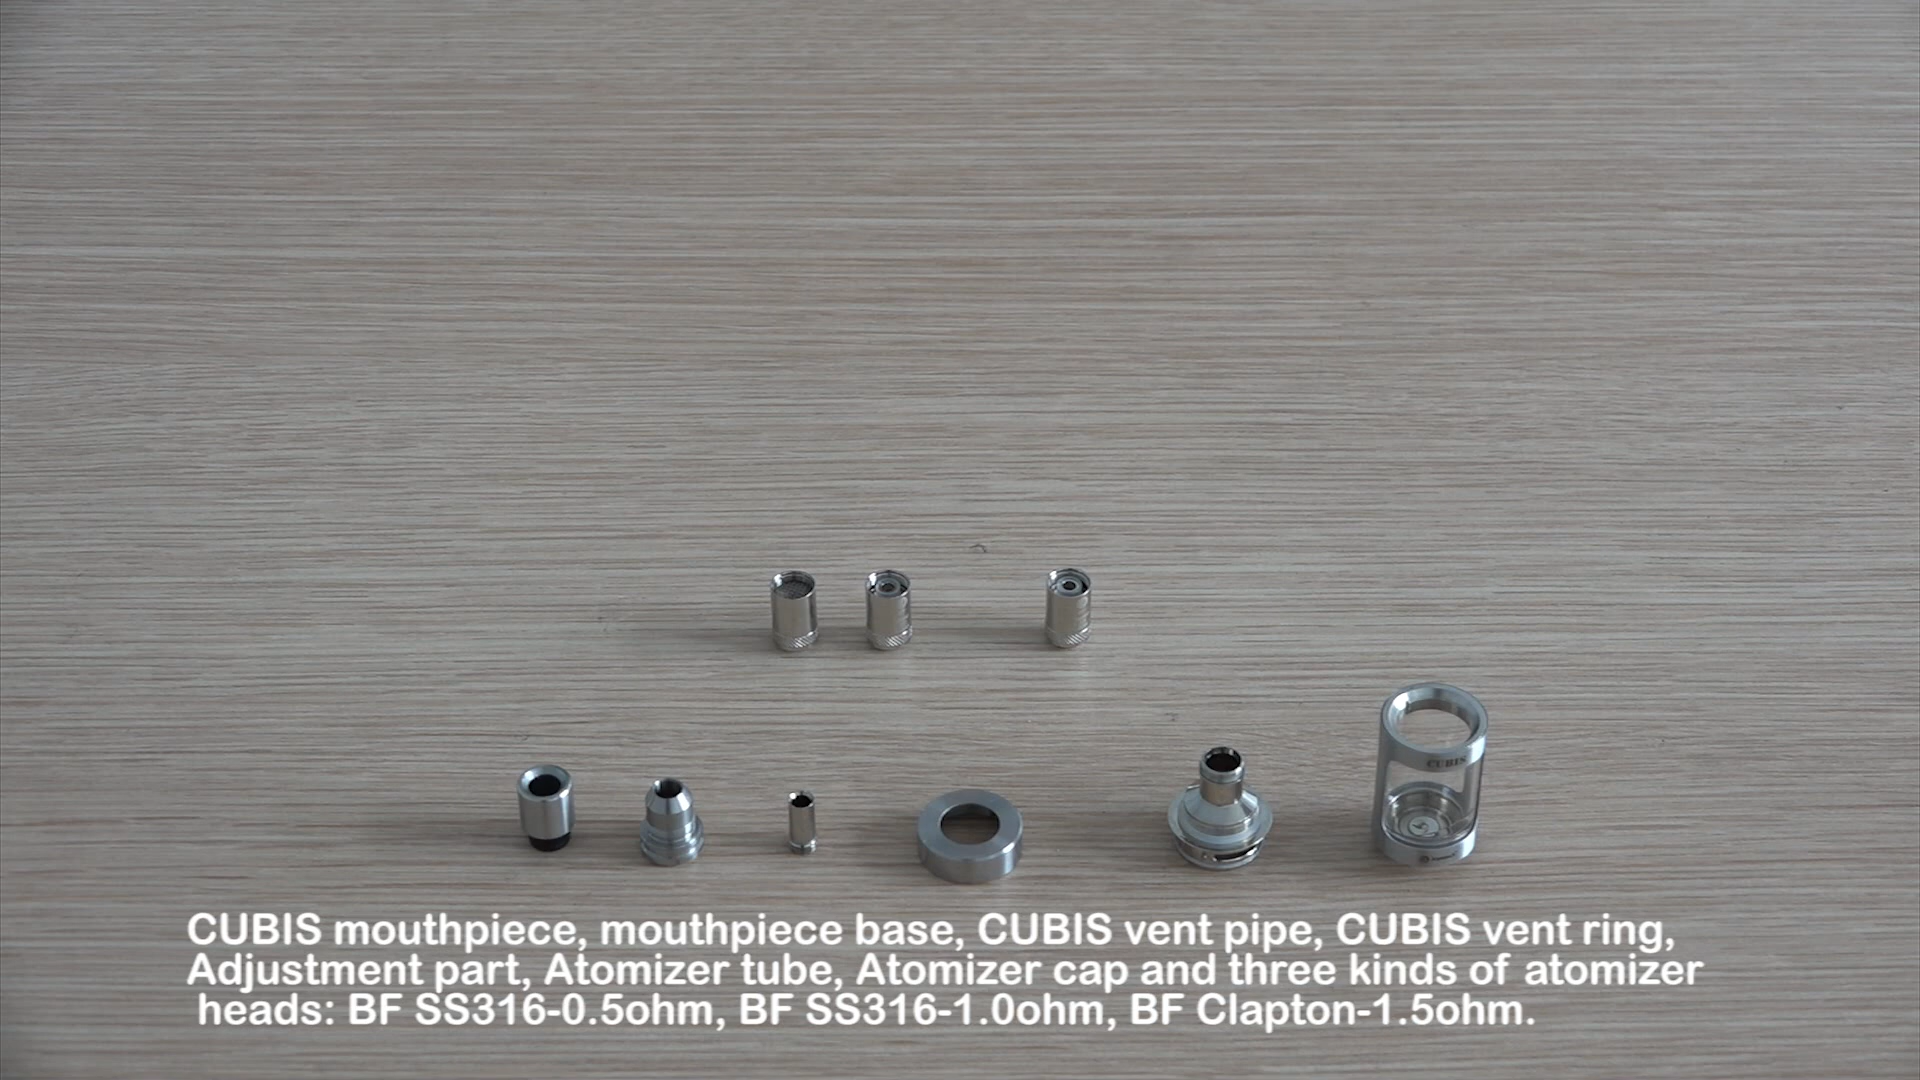 CUBIS
CUBIS mouthpiece, mouthpiece base, CUBIS vent pipe, CUBIS vent ring,
Adjustment part, Atomizer tube, Atomizer cap and three kinds of atomizer
heads: BF SS316-0.5ohm, BF SS316-1.0ohm, BF Clapton-1.5ohm.